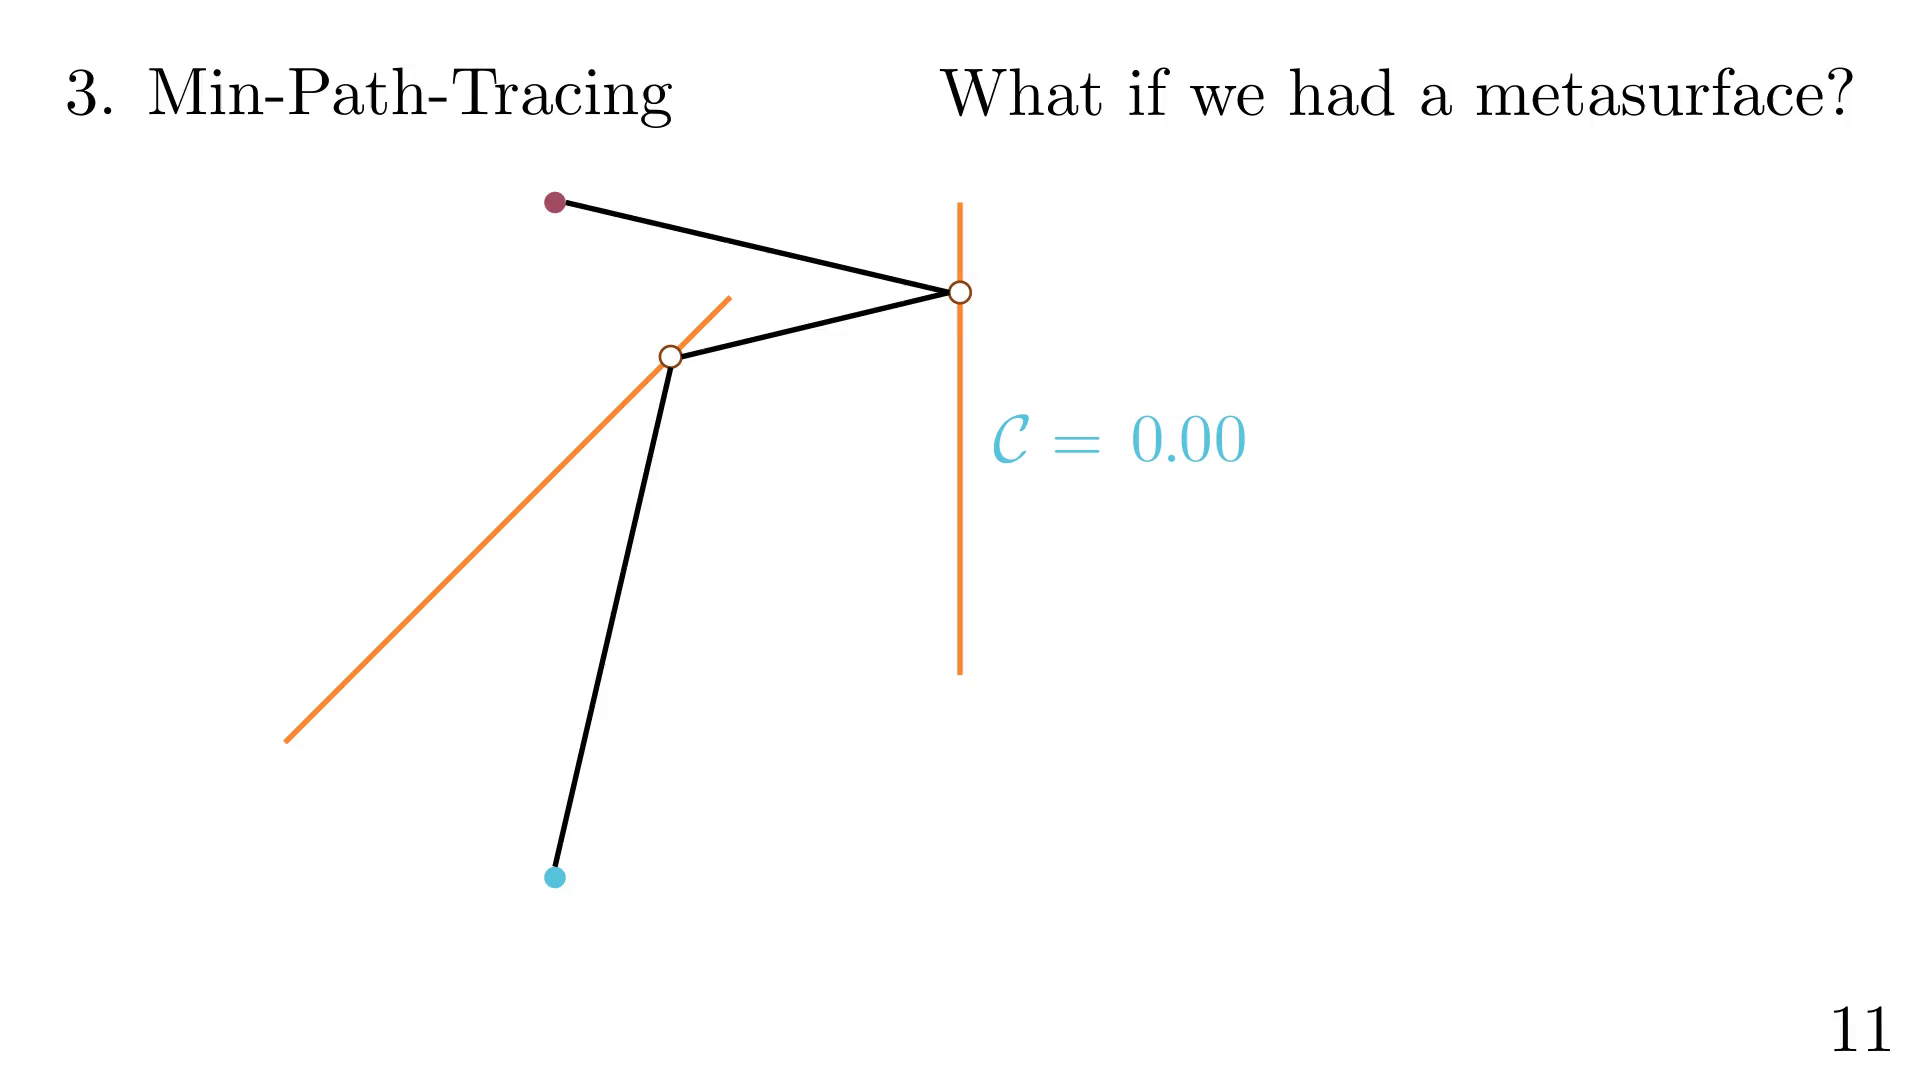 3. Min-Path-Tracing
What if we had a metasurface?
𝒞 = 0.00
11